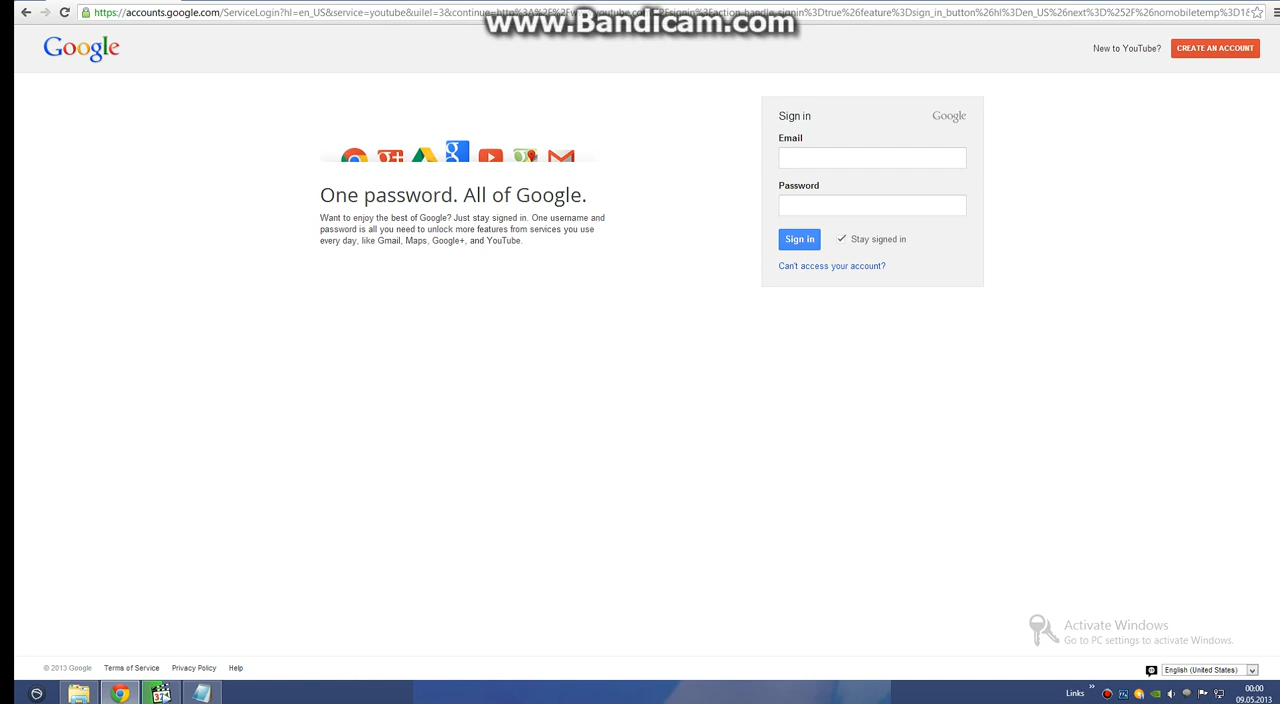 https://accounts.google.com/ServiceLogin?hl=en_US&service=youtube&uilel=3&continue=http%3A%2F%2F
www.Bandicam.com
Google
New to YouTube?
CREATE AN ACCOUNT
Sign in
Google
Email
Password
Sign in
Stay signed in
Can't access your account?
One password. All of Google.
Want to enjoy the best of Google? Just stay signed in. One username and
password is all you need to unlock more features from services you use
every day, like Gmail, Maps, Google+, and YouTube.
Activate Windows
Go to PC settings to activate Windows.
© 2013 Google
Terms of Service
Privacy Policy
Help
English (United States)
Links
00:00
09.05.2013